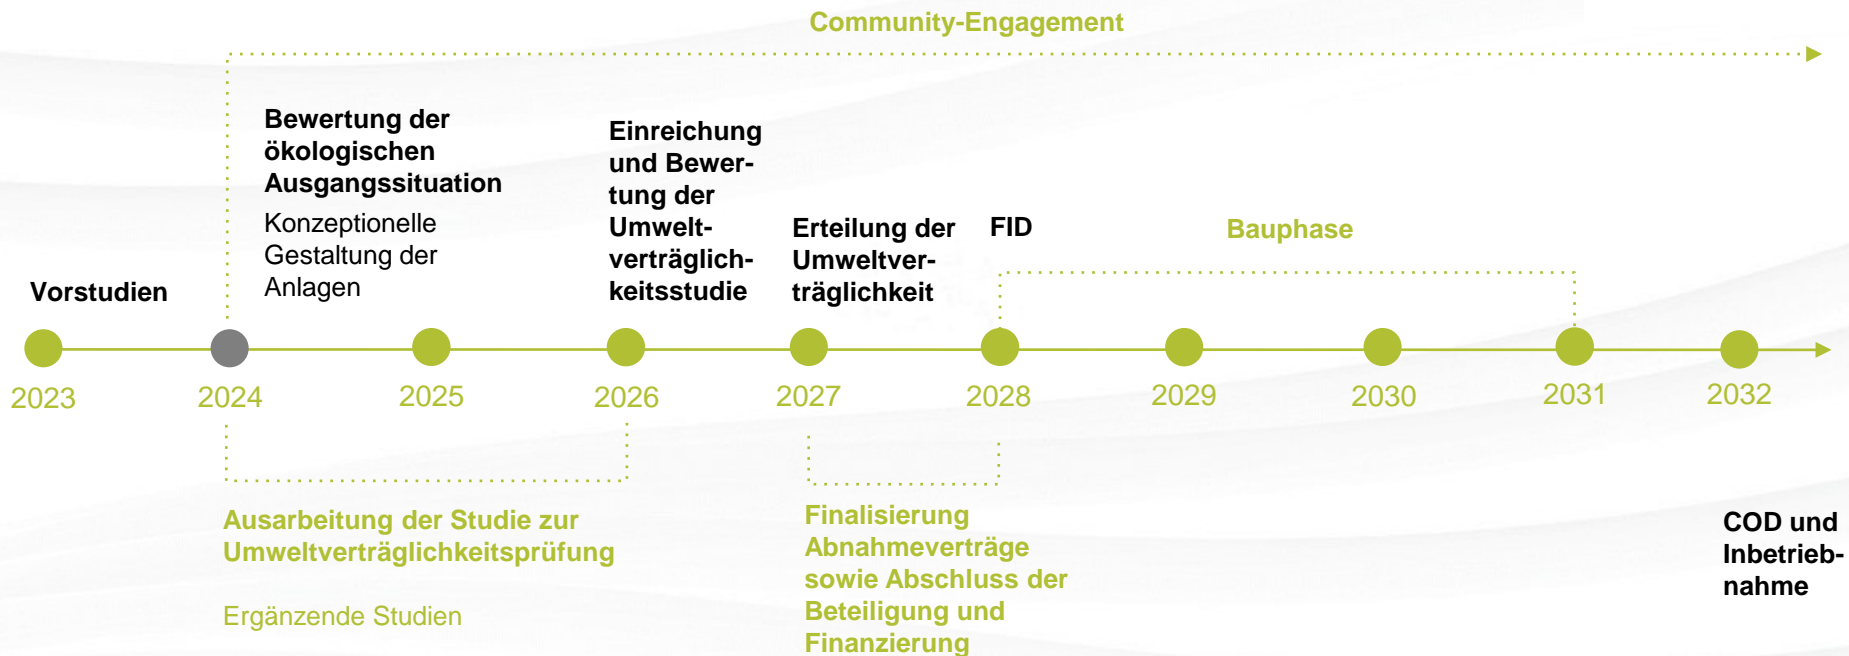 Community-Engagement
Bewertung der
ökologischen
Ausgangssituation
Konzeptionelle
Gestaltung der
Anlagen
Einreichung
und Bewer-
tung der
Umwelt-
verträglich-
keitsstudie
Erteilung der
Umweltver-
träglichkeit
FID
Bauphase
Vorstudien
2023
2024
2025
2026
2027
2028
2029
2030
2031
2032
Ausarbeitung der Studie zur
Umweltverträglichkeitsprüfung
Ergänzende Studien
Finalisierung
Abnahmeverträge
sowie Abschluss der
Beteiligung und
Finanzierung
COD und
Inbetrieb-
nahme